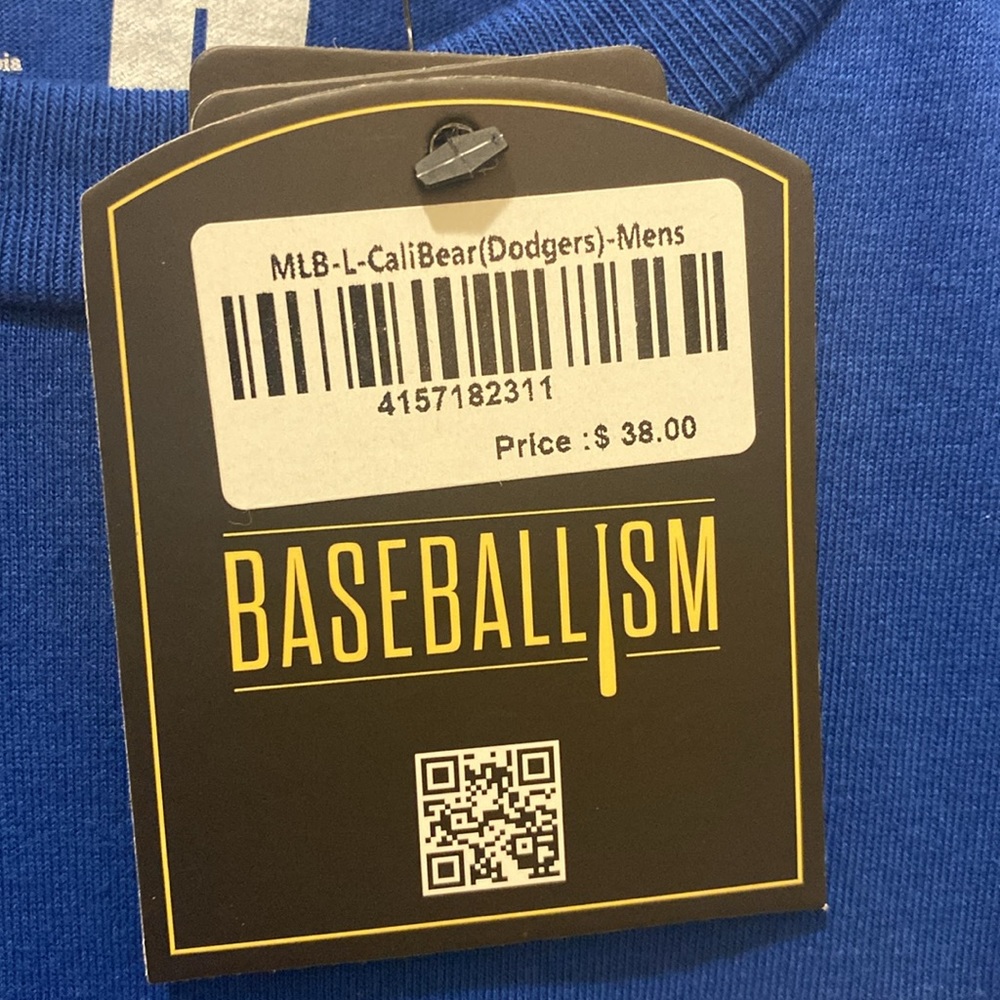 MLB-L-CaliBear(Dodgers)-Mens
4157182311
Price :$ 38.00
BASEBALLISM